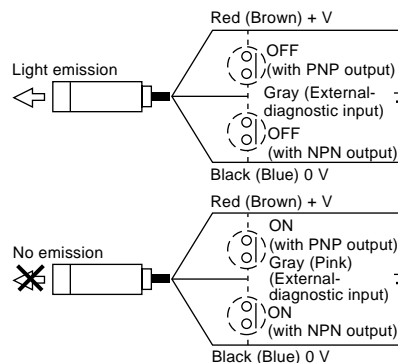 Red (Brown) + V
OFF
(with PNP output)
Light emission
Gray (External-
diagnostic input)
OFF
(with NPN output)
Black (Blue) 0 V
Red (Brown) + V
ON
(with PNP output)
No emission
Gray (Pink)
(External-
diagnostic input)
ON
(with NPN output)
Black (Blue) 0 V